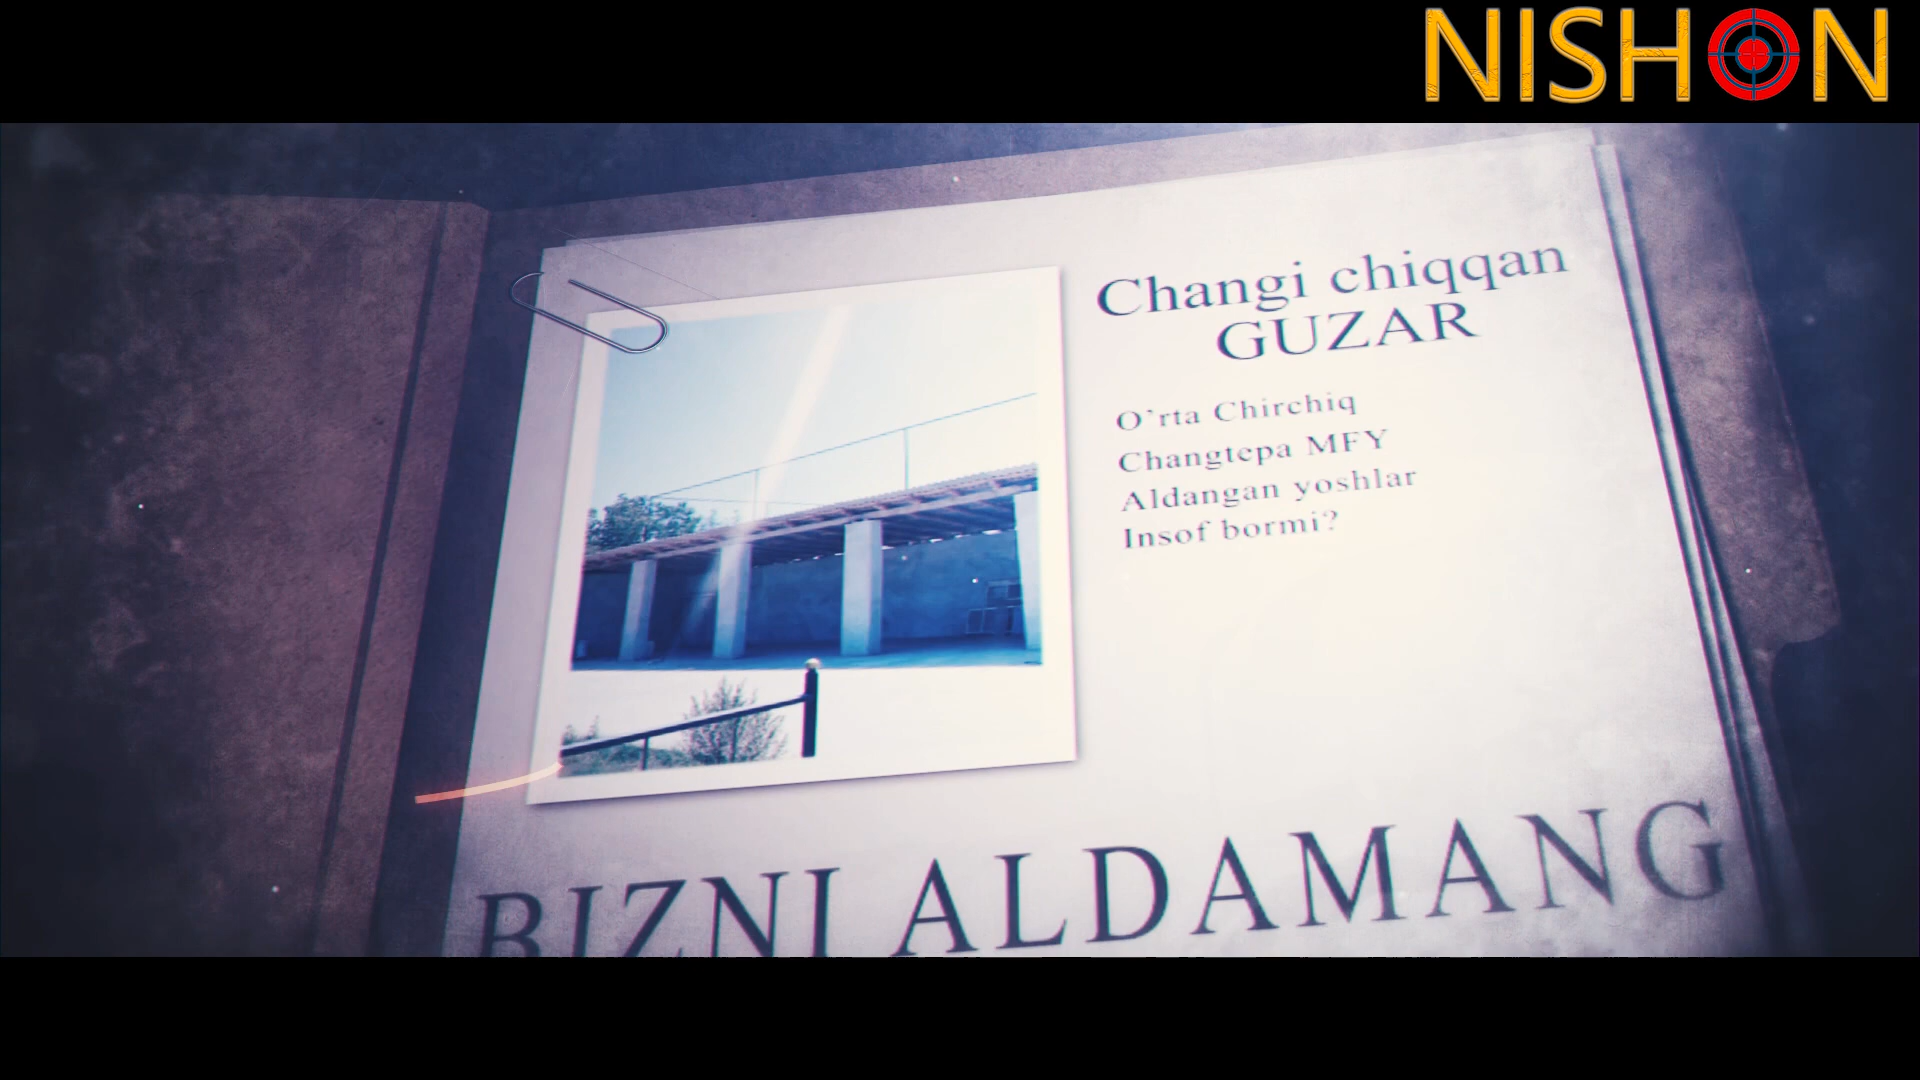 NISHON
Changi chiqqan
GUZAR
O'rta Chirchiq
Changtepa MFY
Aldangan yoshlar
Insof bormi?
BIZNI ALDAMANG